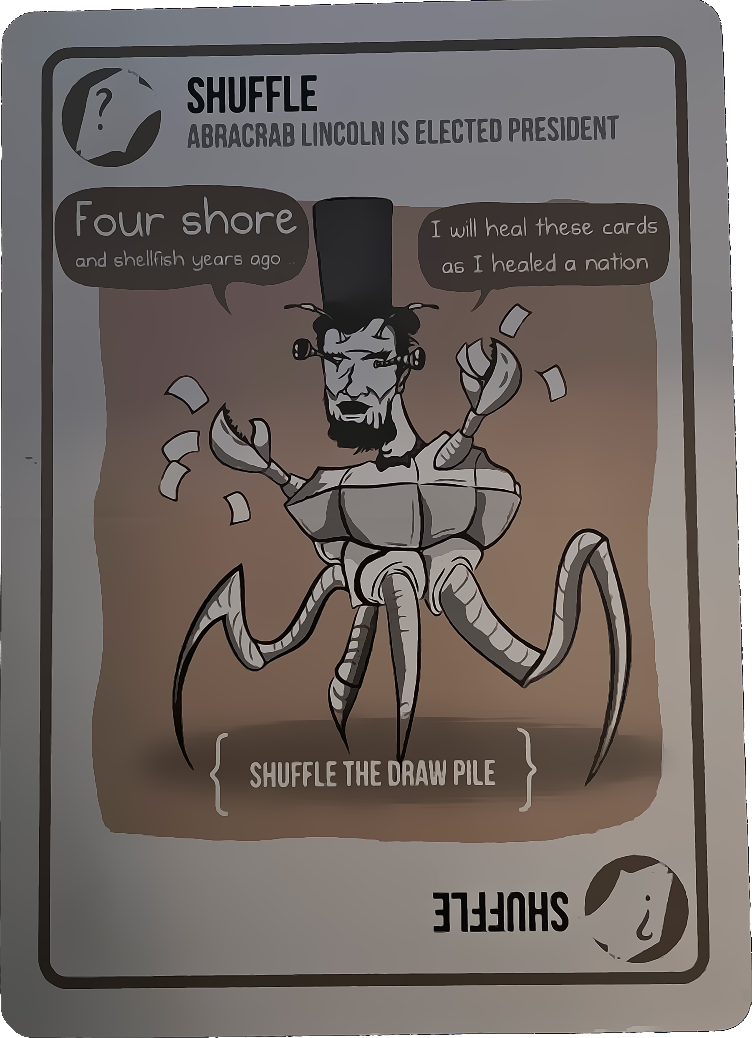 ?
SHUFFLE
ABRACRAB LINCOLN IS ELECTED PRESIDENT
Four shore
and shellfish years ago ..
I will heal these cards
as I healed a nation
{ SHUFFLE THE DRAW PILE }
SHUFFLE
?